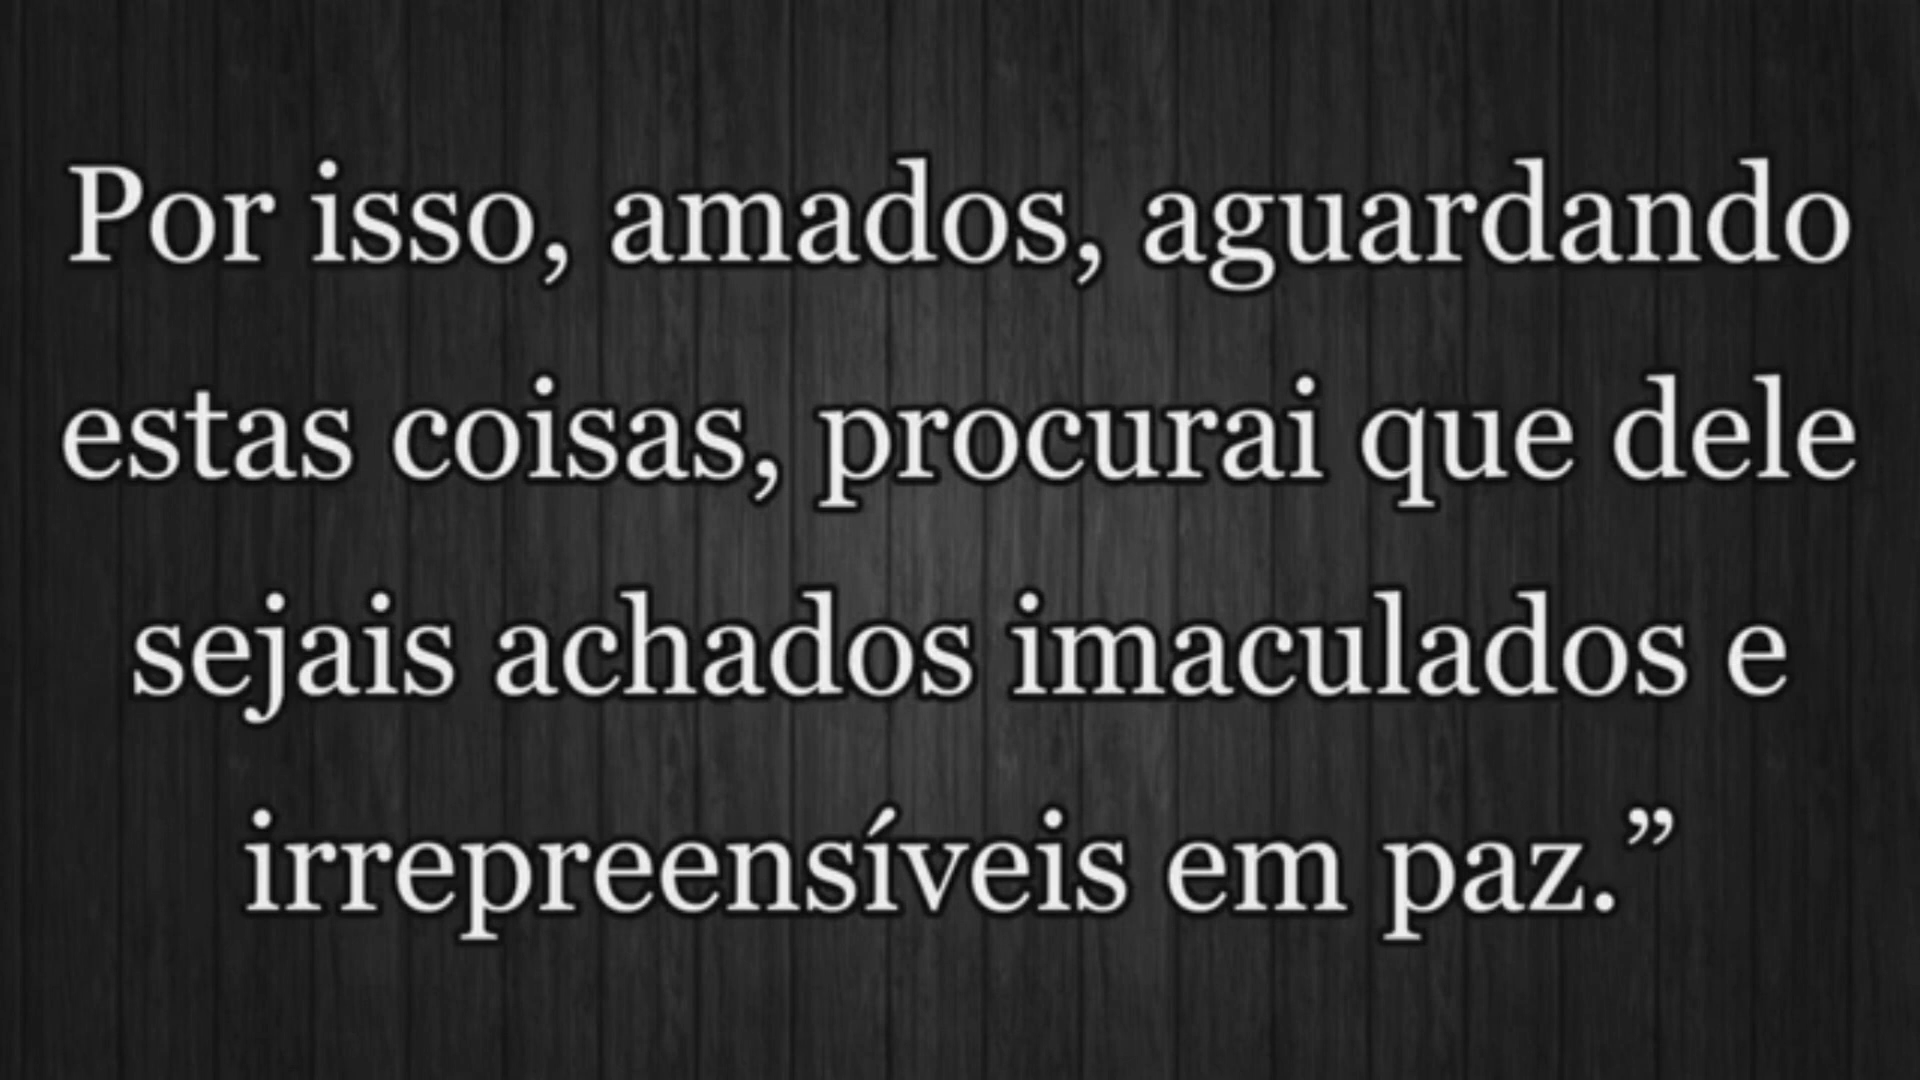 Por isso, amados, aguardando
estas coisas, procurai que dele
sejais achados imaculados e
irrepreensíveis em paz.”